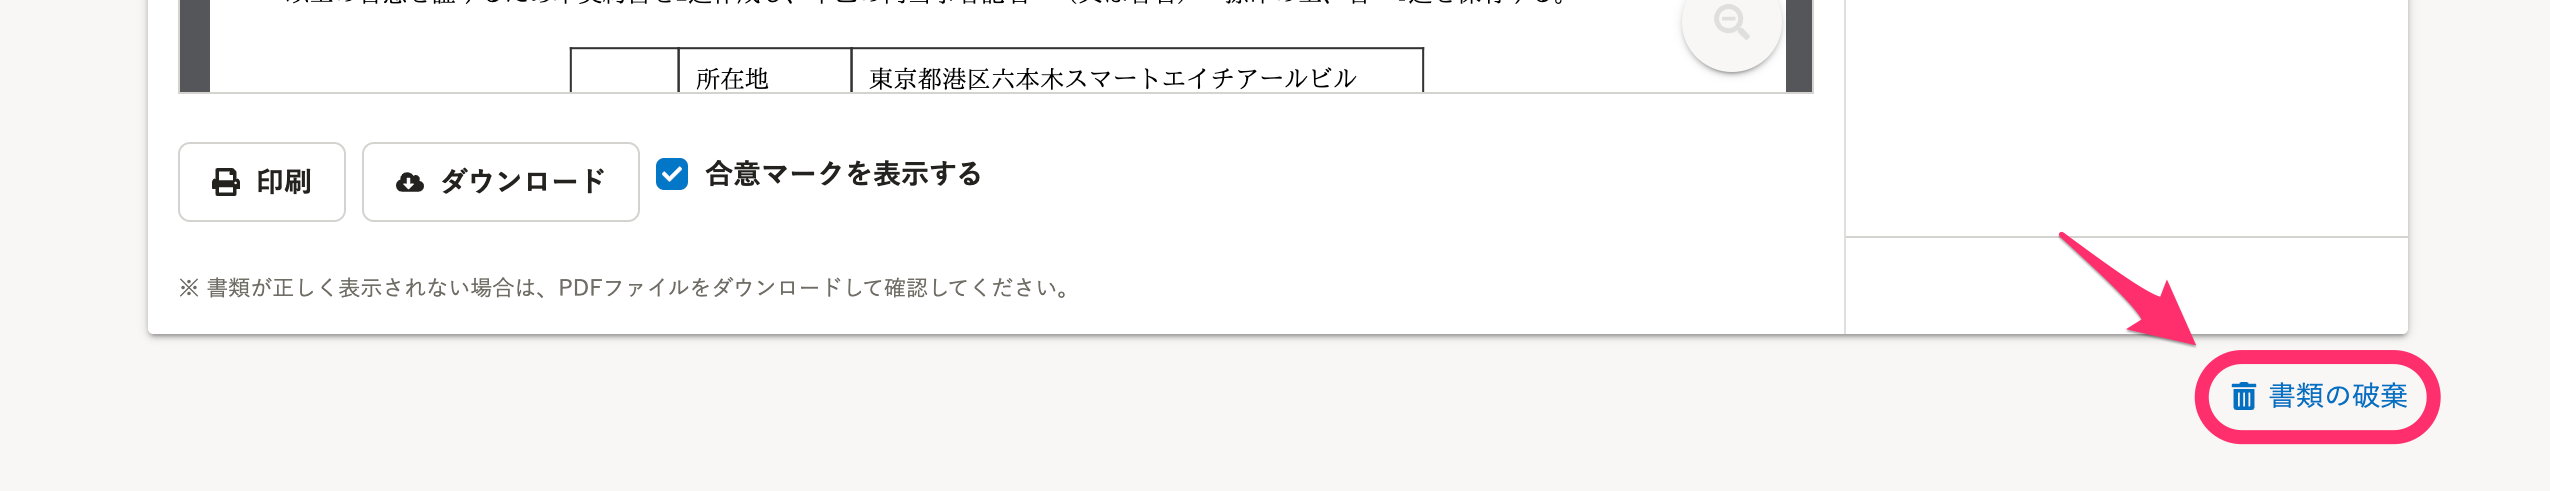 所在地 東京都港区六本木スマートエイチアールビル
印刷 ダウンロード 合意マークを表示する
※ 書類が正しく表示されない場合は、PDFファイルをダウンロードして確認してください。
書類の破棄